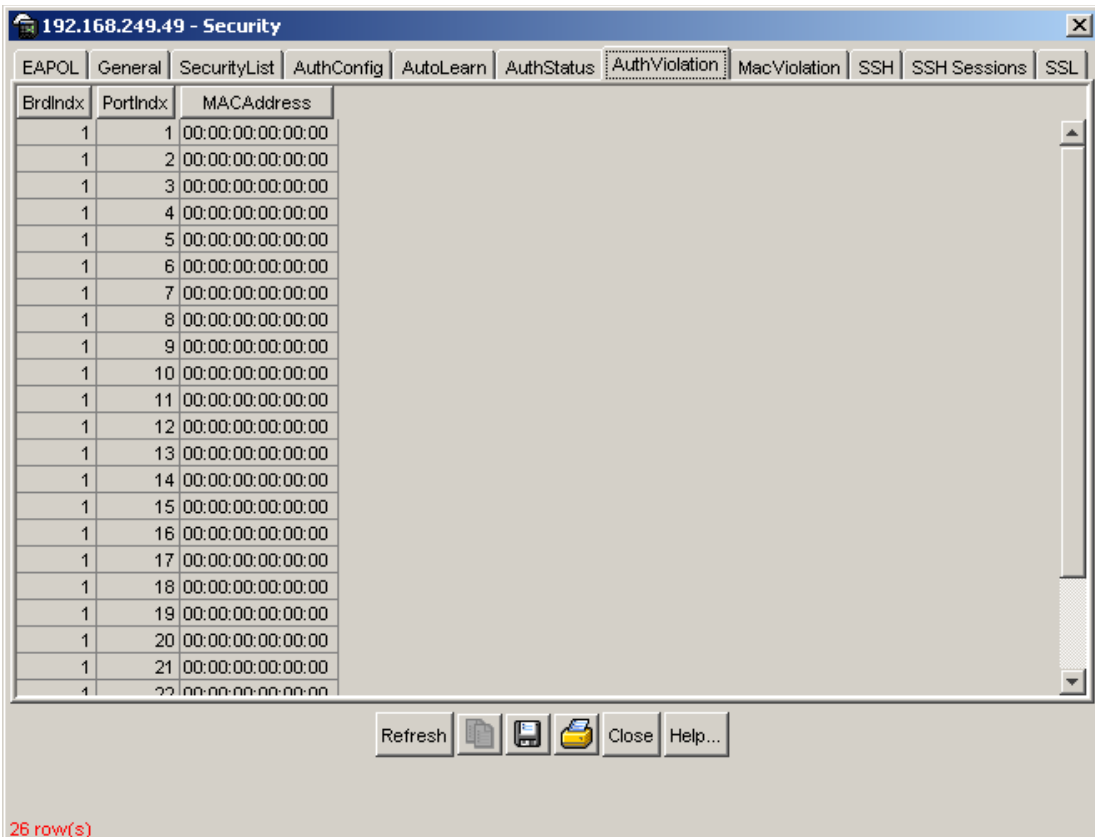 192.168.249.49 - Security
EAPOL General SecurityList AuthConfig AutoLearn AuthStatus AuthViolation MacViolation SSH SSH Sessions SSL
BrdIndx PortIndx MACAddress
1 1 00:00:00:00:00:00
1 2 00:00:00:00:00:00
1 3 00:00:00:00:00:00
1 4 00:00:00:00:00:00
1 5 00:00:00:00:00:00
1 6 00:00:00:00:00:00
1 7 00:00:00:00:00:00
1 8 00:00:00:00:00:00
1 9 00:00:00:00:00:00
1 10 00:00:00:00:00:00
1 11 00:00:00:00:00:00
1 12 00:00:00:00:00:00
1 13 00:00:00:00:00:00
1 14 00:00:00:00:00:00
1 15 00:00:00:00:00:00
1 16 00:00:00:00:00:00
1 17 00:00:00:00:00:00
1 18 00:00:00:00:00:00
1 19 00:00:00:00:00:00
1 20 00:00:00:00:00:00
1 21 00:00:00:00:00:00
1 22 00:00:00:00:00:00
Refresh Close Help...
26 row(s)